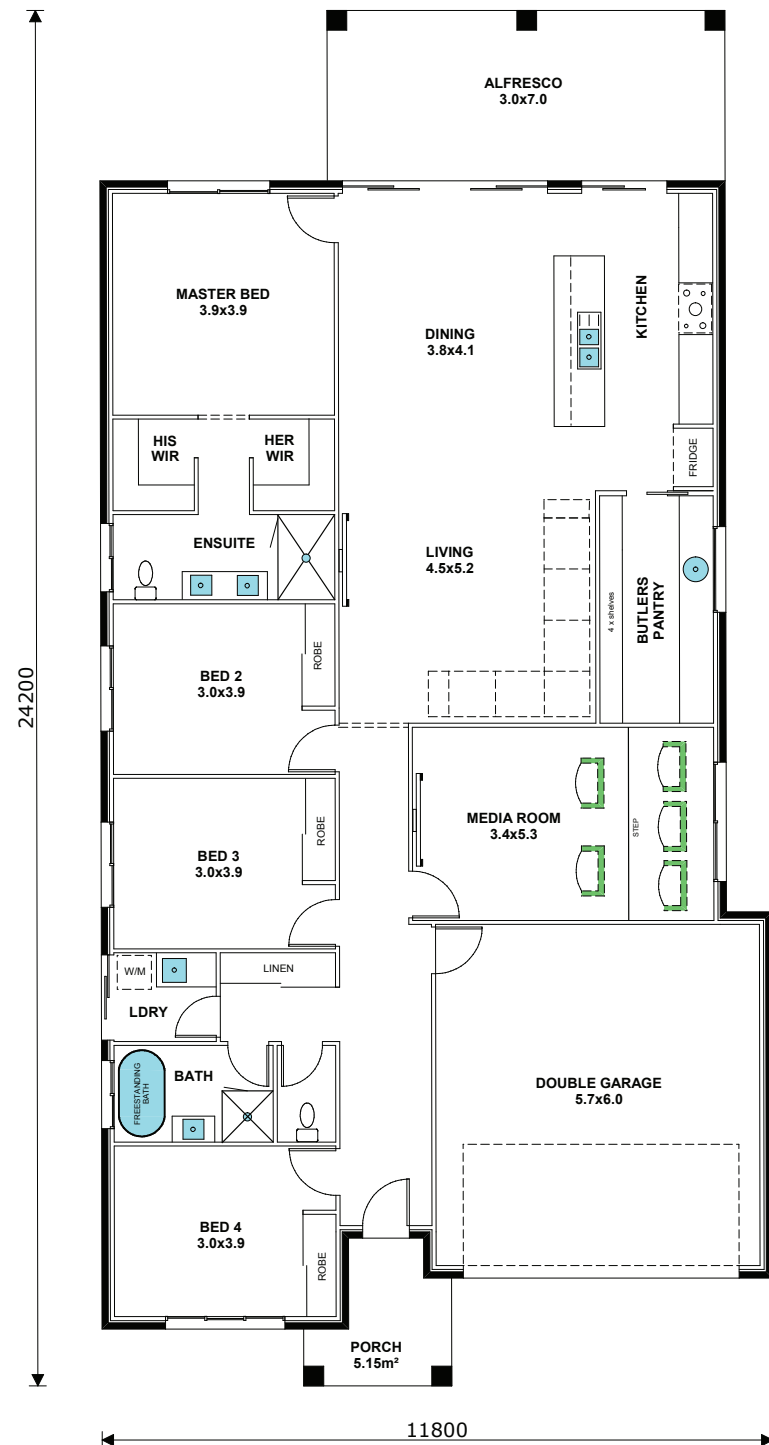 ALFRESCO
3.0x7.0
MASTER BED
3.9x3.9
DINING
3.8x4.1
KITCHEN
HIS
WIR
HER
WIR
FRIDGE
ENSUITE
LIVING
4.5x5.2
4 x shelves
BUTLERS
PANTRY
BED 2
3.0x3.9
ROBE
24200
MEDIA ROOM
3.4x5.3
STEP
BED 3
3.0x3.9
ROBE
W/M
LINEN
LDRY
BATH
FREESTANDING
BATH
DOUBLE GARAGE
5.7x6.0
BED 4
3.0x3.9
ROBE
PORCH
5.15m²
11800